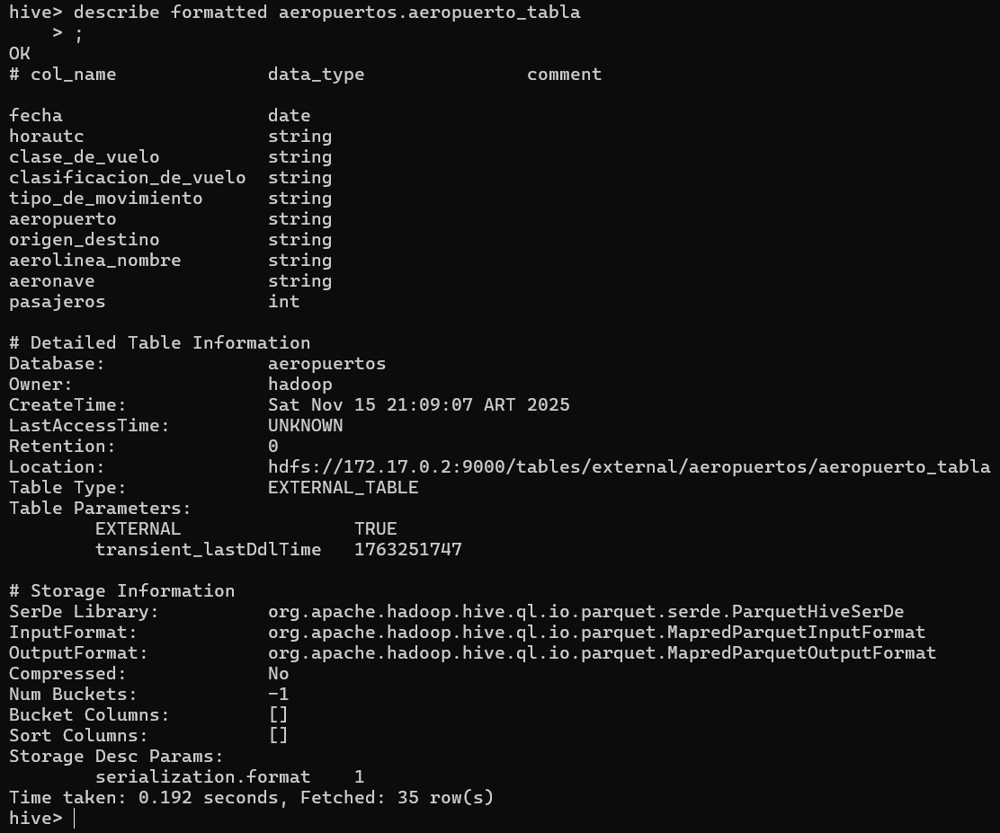 hive> describe formatted aeropuertos.aeropuerto_tabla
    > ;
OK
# col_name              data_type               comment
fecha                   date
horautc                 string
clase_de_vuelo          string
clasificacion_de_vuelo  string
tipo_de_movimiento      string
aeropuerto              string
origen_destino          string
aerolinea_nombre        string
aeronave                string
pasajeros               int
# Detailed Table Information
Database:               aeropuertos
Owner:                  hadoop
CreateTime:             Sat Nov 15 21:09:07 ART 2025
LastAccessTime:         UNKNOWN
Retention:              0
Location:               hdfs://172.17.0.2:9000/tables/external/aeropuertos/aeropuerto_tabla
Table Type:             EXTERNAL_TABLE
Table Parameters:
        EXTERNAL                TRUE
        transient_lastDdlTime   1763251747
# Storage Information
SerDe Library:          org.apache.hadoop.hive.ql.io.parquet.serde.ParquetHiveSerDe
InputFormat:            org.apache.hadoop.hive.ql.io.parquet.MapredParquetInputFormat
OutputFormat:           org.apache.hadoop.hive.ql.io.parquet.MapredParquetOutputFormat
Compressed:             No
Num Buckets:            -1
Bucket Columns:         []
Sort Columns:           []
Storage Desc Params:
        serialization.format    1
Time taken: 0.192 seconds, Fetched: 35 row(s)
hive>